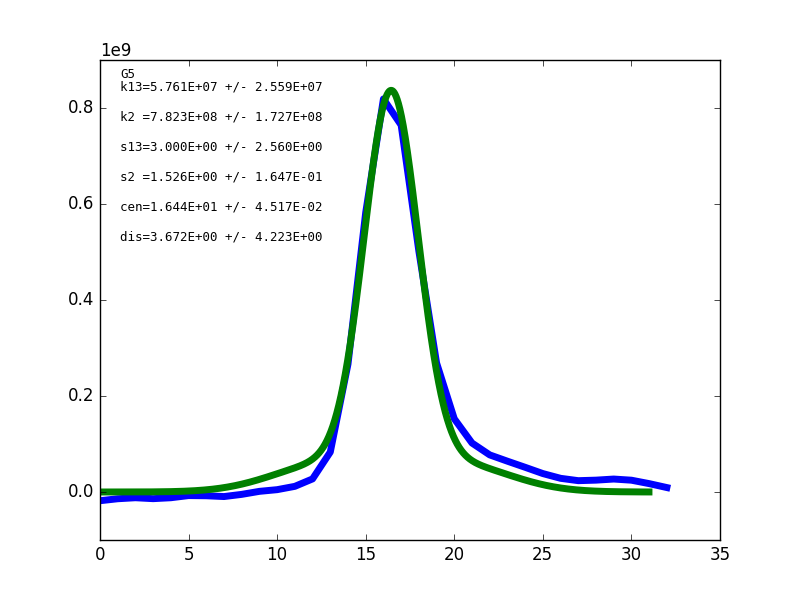 1e9
G5
k13=5.761E+07 +/- 2.559E+07
k2 =7.823E+08 +/- 1.727E+08
s13=3.000E+00 +/- 2.560E+00
s2 =1.526E+00 +/- 1.647E-01
cen=1.644E+01 +/- 4.517E-02
dis=3.672E+00 +/- 4.223E+00
0.8
0.6
0.4
0.2
0.0
0 5 10 15 20 25 30 35